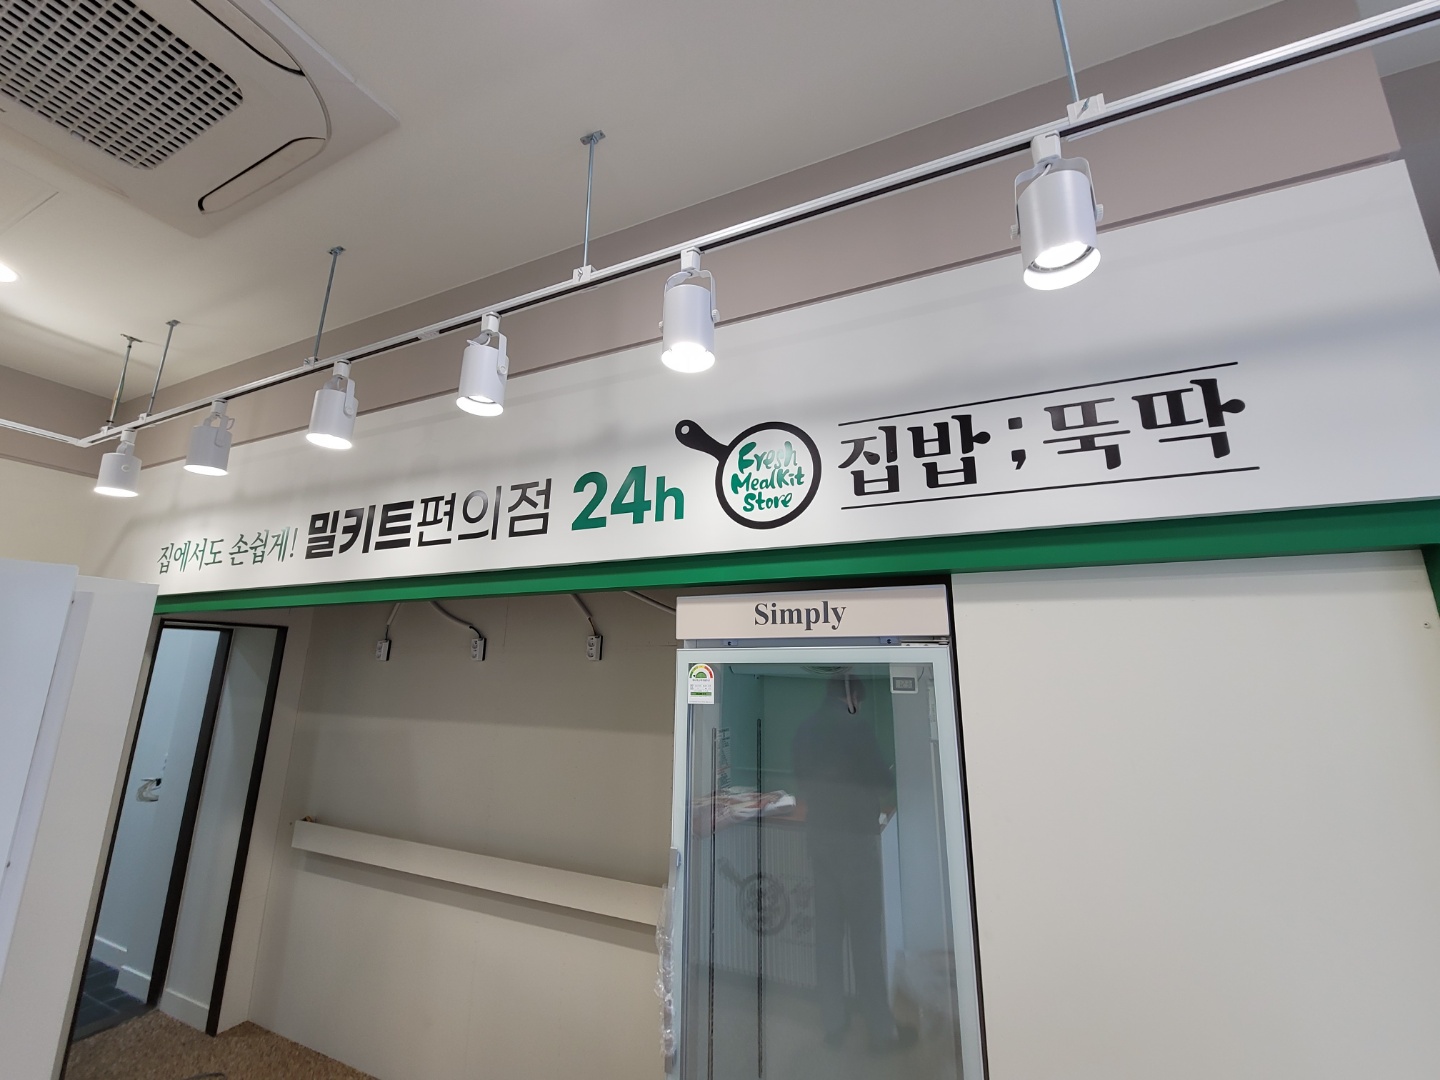 집에서도 손쉽게! 밀키트편의점 24h
Fresh
MealKit
Store
집밥;뚝딱
Simply